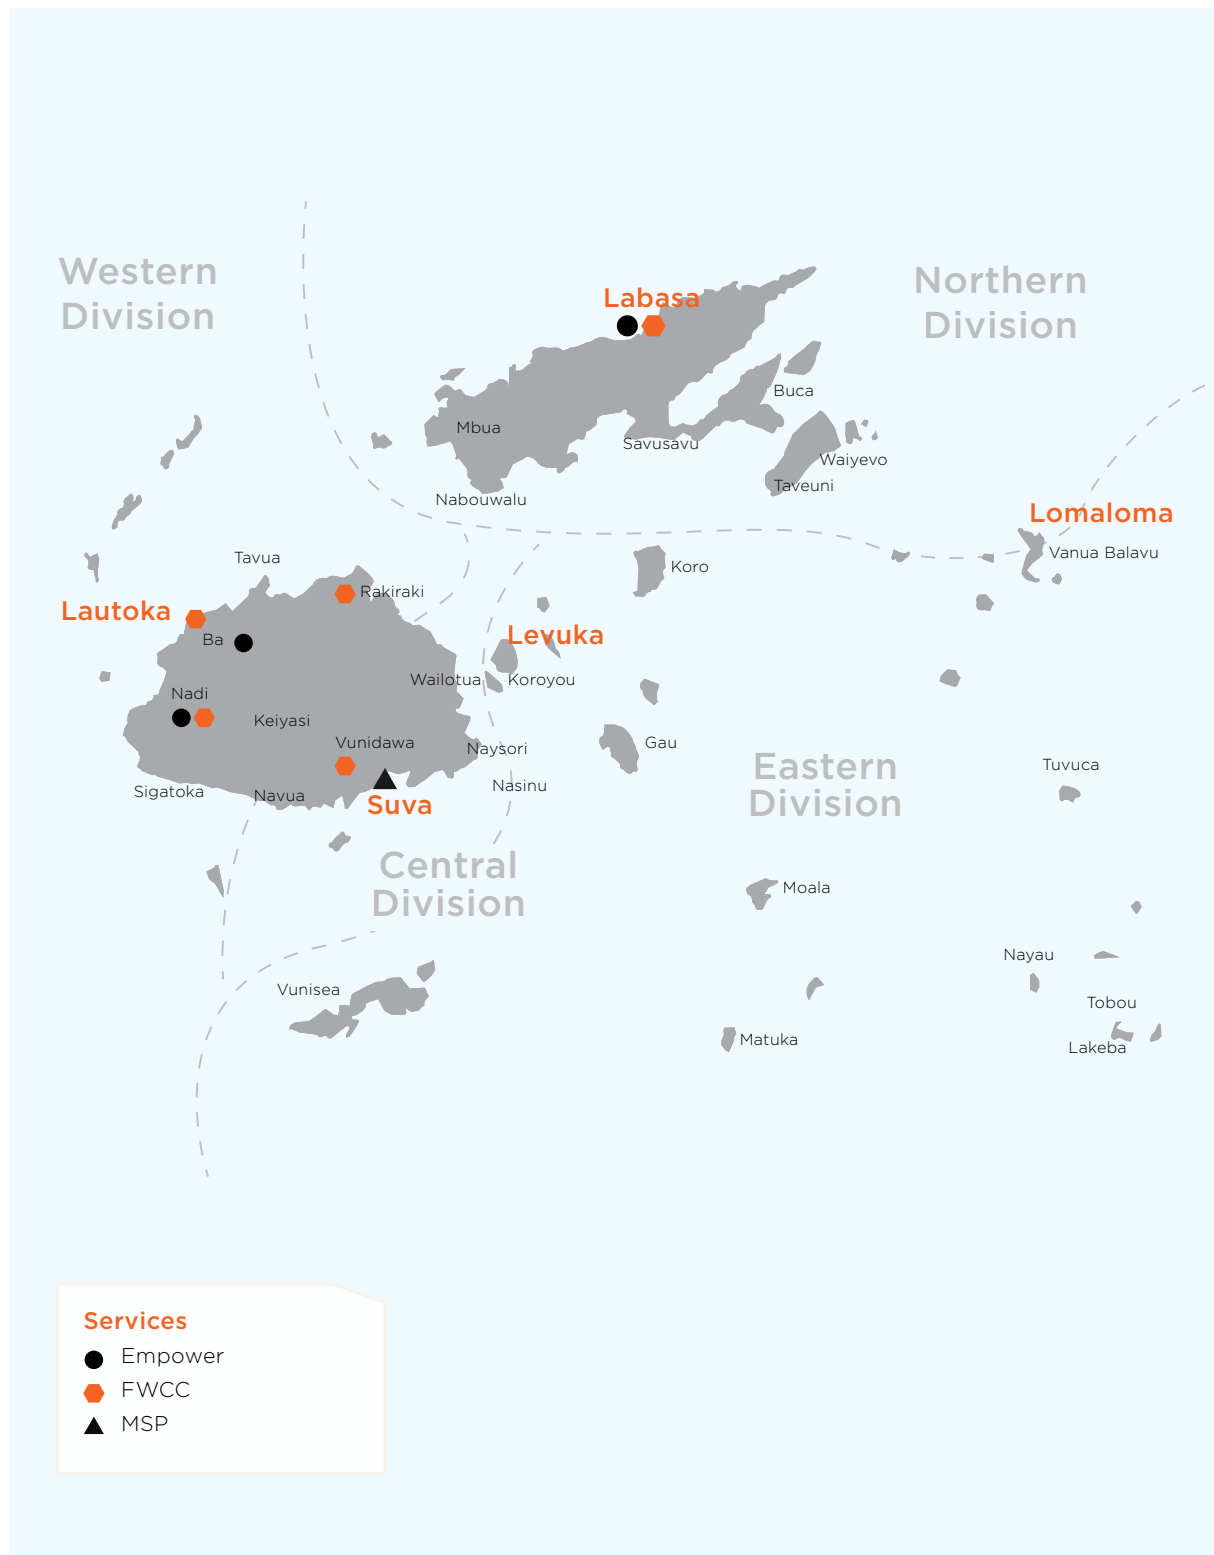 Western
Division
Northern
Division
Labasa
Buca
Mbua
Savusavu
Waiyevo
Taveuni
Nabouwalu
Lomaloma
Vanua Balavu
Tavua
Koro
Rakiraki
Lautoka
Ba
Levuka
Wailotua
Koroyou
Nadi
Keiyasi
Vunidawa
Naysori
Gau
Eastern
Division
Tuvuca
Sigatoka
Navua
Suva
Nasinu
Central
Division
Moala
Nayau
Vunisea
Tobou
Matuka
Lakeba
Services
Empower
FWCC
MSP